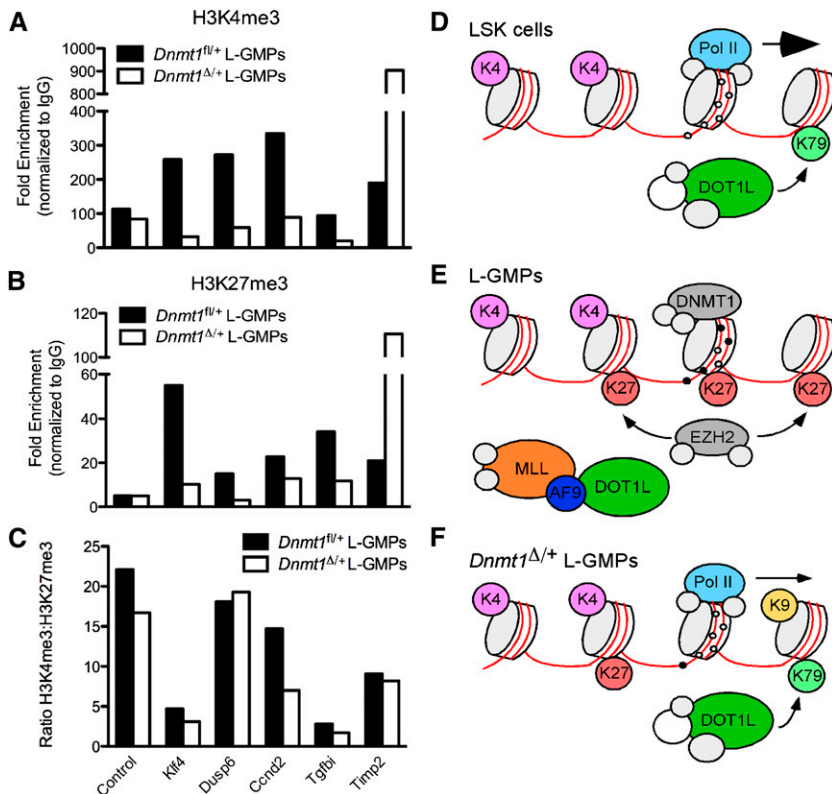 A
H3K4me3
Dnmt1fl/+ L-GMPs
DnmtlΔ/+ L-GMPs
Fold Enrichment
(normalized to IgG)
1000
900
800
400
300
200
100
0
B
H3K27me3
Dnmt1fl/+ L-GMPs
Dnmt1Δ/+ L-GMPs
Fold Enrichment
(normalized to IgG)
120
100
60
40
20
0
C
Dnmt1fl/+ L-GMPs
Dnmt1Δ/+ L-GMPs
Ratio H3K4me3:H3K27me3
25
20
15
10
5
0
Control
Klf4
Dusp6
Ccnd2
Tgfbi
Timp2
D
LSK cells
K4
K4
Pol II
K79
DOT1L
E
L-GMPs
K4
K4
DNMT1
K27
K27
K27
EZH2
MLL
AF9
DOT1L
F
Dnmt1Δ/+ L-GMPs
K4
K4
Pol II
K9
K27
K79
DOT1L